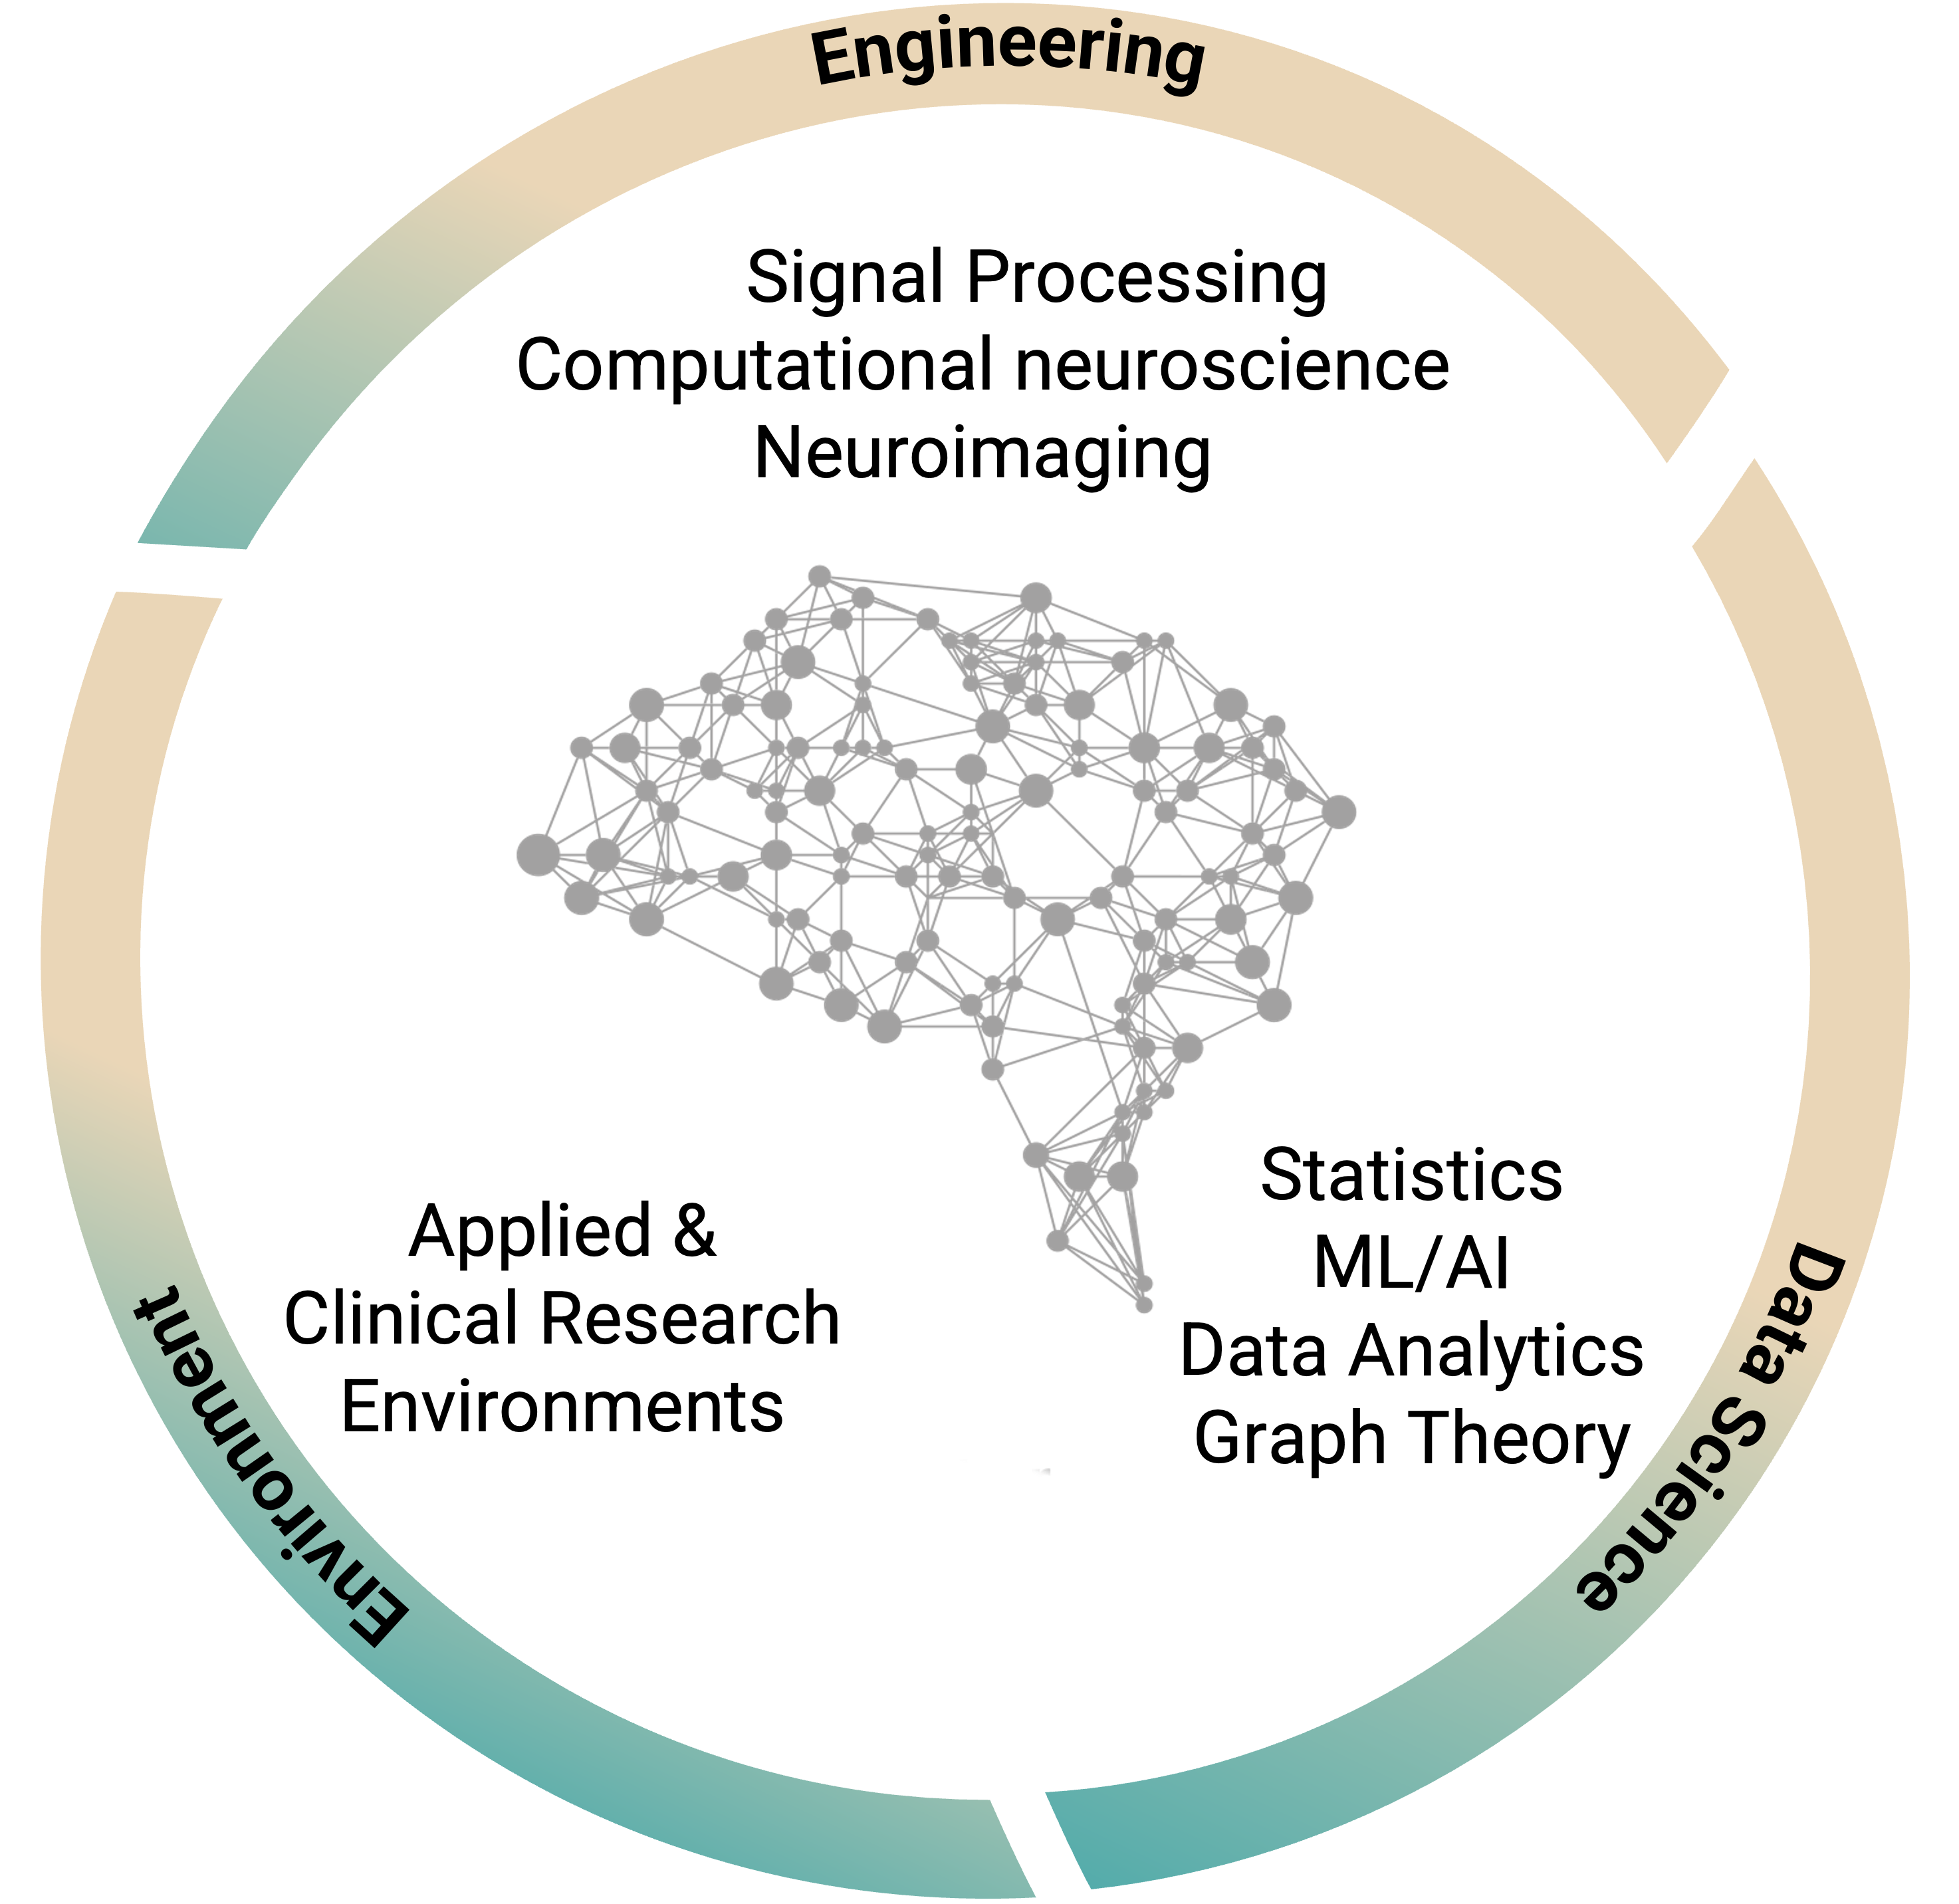 Engineering
Signal Processing
Computational neuroscience
Neuroimaging
Applied &
Clinical Research
Environments
Environment
Statistics
ML/AI
Data Analytics
Graph Theory
Data Science